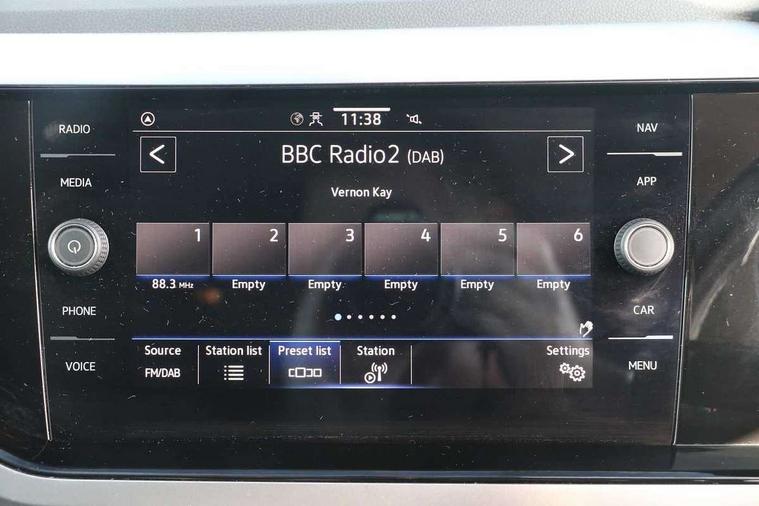 11:38
RADIO
MEDIA
PHONE
VOICE
BBC Radio2 (DAB)
Vernon Kay
1 2 3 4 5 6
88.3 MHz Empty Empty Empty Empty Empty
Source Station list Preset list Station Settings
FM/DAB
NAV
APP
CAR
MENU